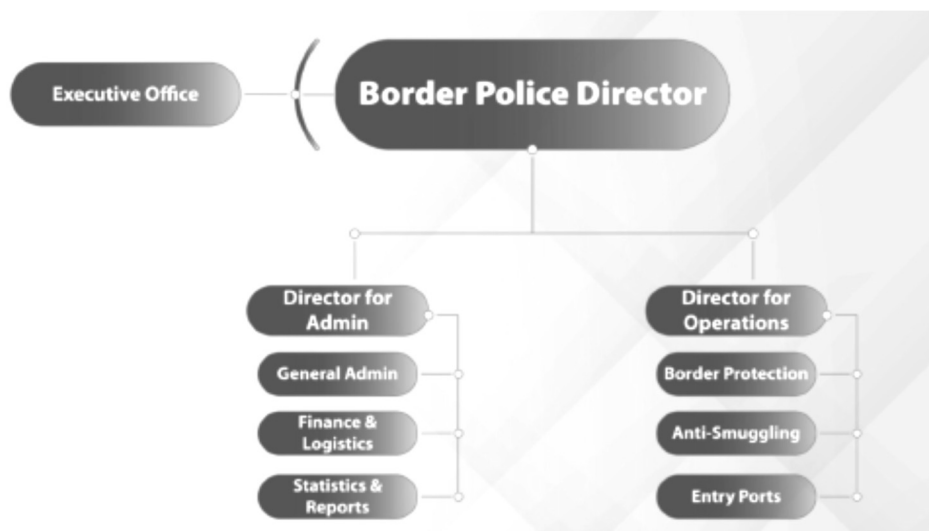 Executive Office
Border Police Director
Director for
Admin
General Admin
Finance &
Logistics
Statistics &
Reports
Director for
Operations
Border Protection
Anti-Smuggling
Entry Ports